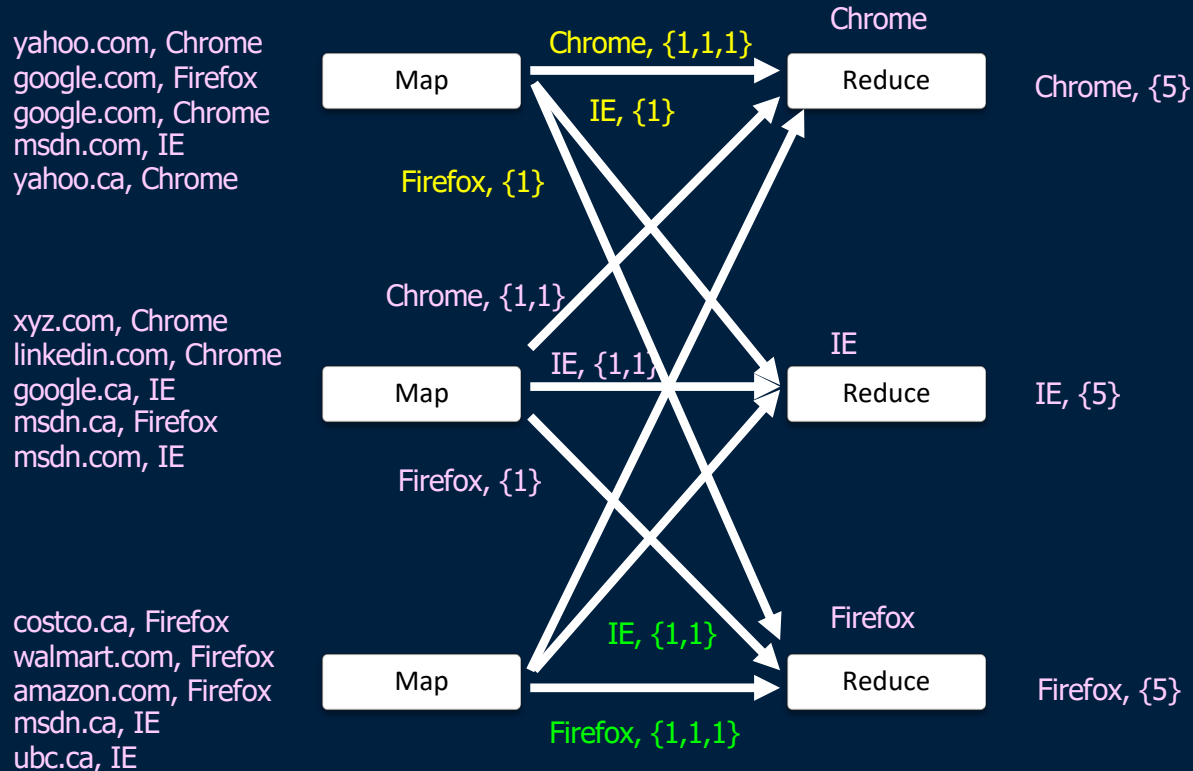 Chrome
yahoo.com, Chrome
google.com, Firefox
google.com, Chrome
msdn.com, IE
yahoo.ca, Chrome
Map
Chrome, {1,1,1}
IE, {1}
Firefox, {1}
Reduce
Chrome, {5}
xyz.com, Chrome
linkedin.com, Chrome
google.ca, IE
msdn.ca, Firefox
msdn.com, IE
Map
Chrome, {1,1}
IE, {1,1}
Firefox, {1}
IE
Reduce
IE, {5}
costco.ca, Firefox
walmart.com, Firefox
amazon.com, Firefox
msdn.ca, IE
ubc.ca, IE
Map
IE, {1,1}
Firefox, {1,1,1}
Firefox
Reduce
Firefox, {5}